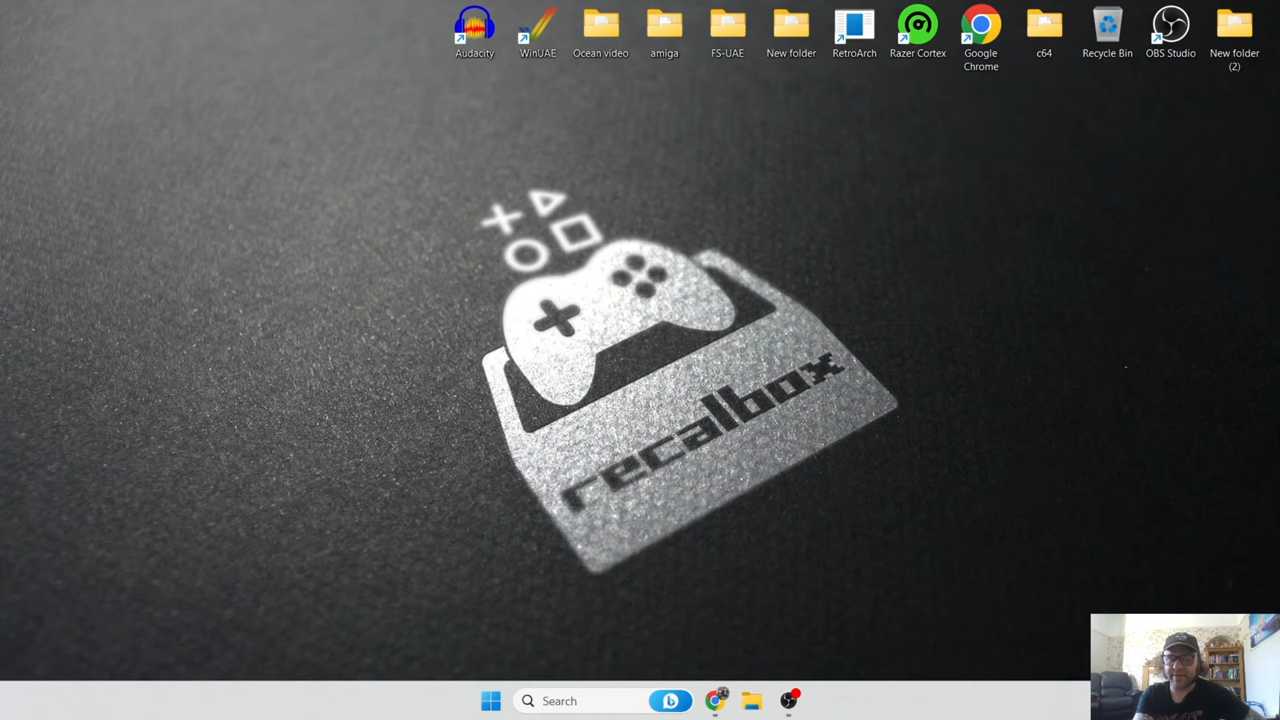 Audacity
WinUAE
Ocean video
amiga
FS-UAE
New folder
RetroArch
Razer Cortex
Google
Chrome
c64
Recycle Bin
OBS Studio
New folder
(2)
recalbox
Search